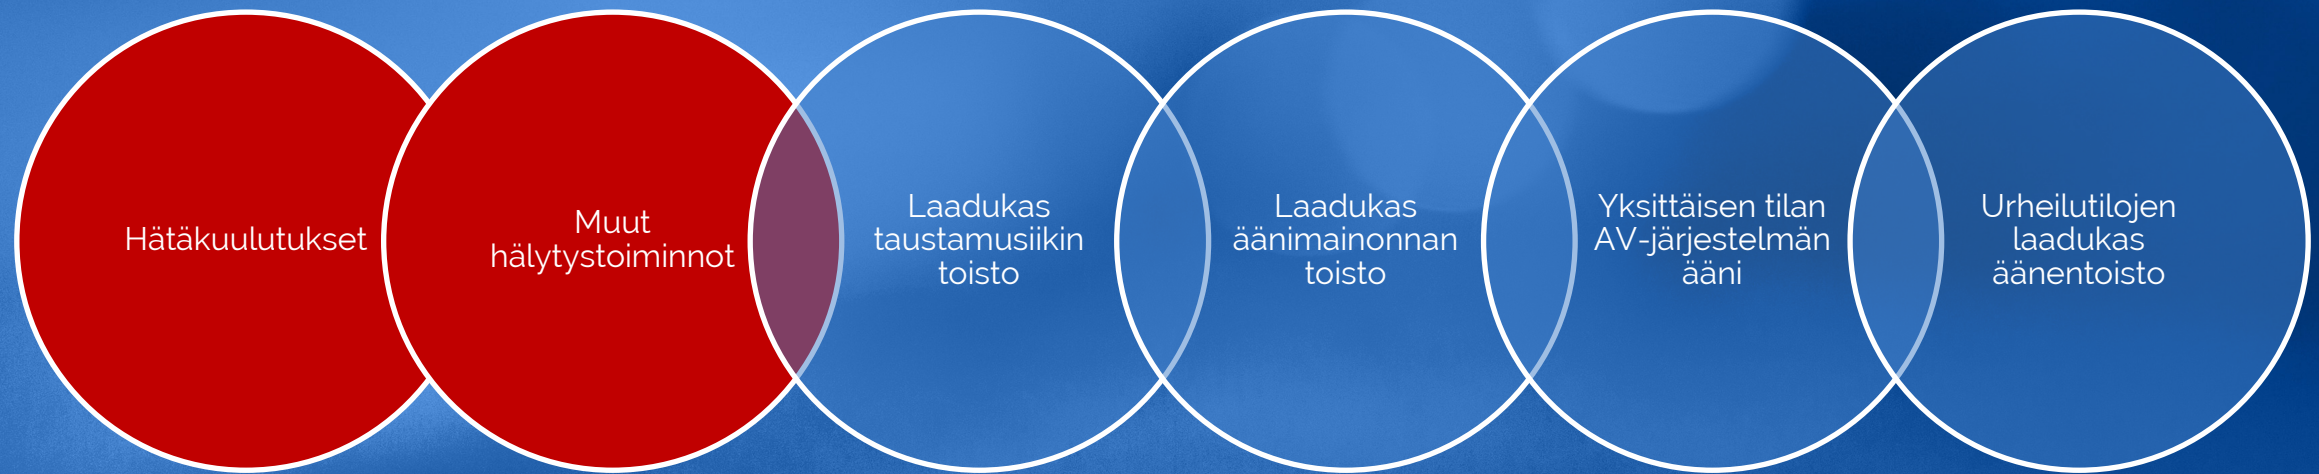 Hätäkuulutukset
Muut
hälytystoiminnot
Laadukas
taustamusiikin
toisto
Laadukas
äänimainonnan
toisto
Yksittäisen tilan
AV-järjestelmän
ääni
Urheilutilojen
laadukas
äänentoisto